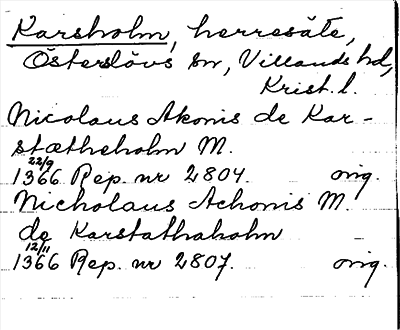 Karsholm, herresäte,
Österslövs sn, Villands hd,
Krist. l.
Nicolaus Akonis de Kar-
stætheholm M.
22/9
1366 Rep. nr 2804. orig.
Nicholaus Achonis M.
de Karstathaholm
12/11
1366 Rep. nr 2807. orig.